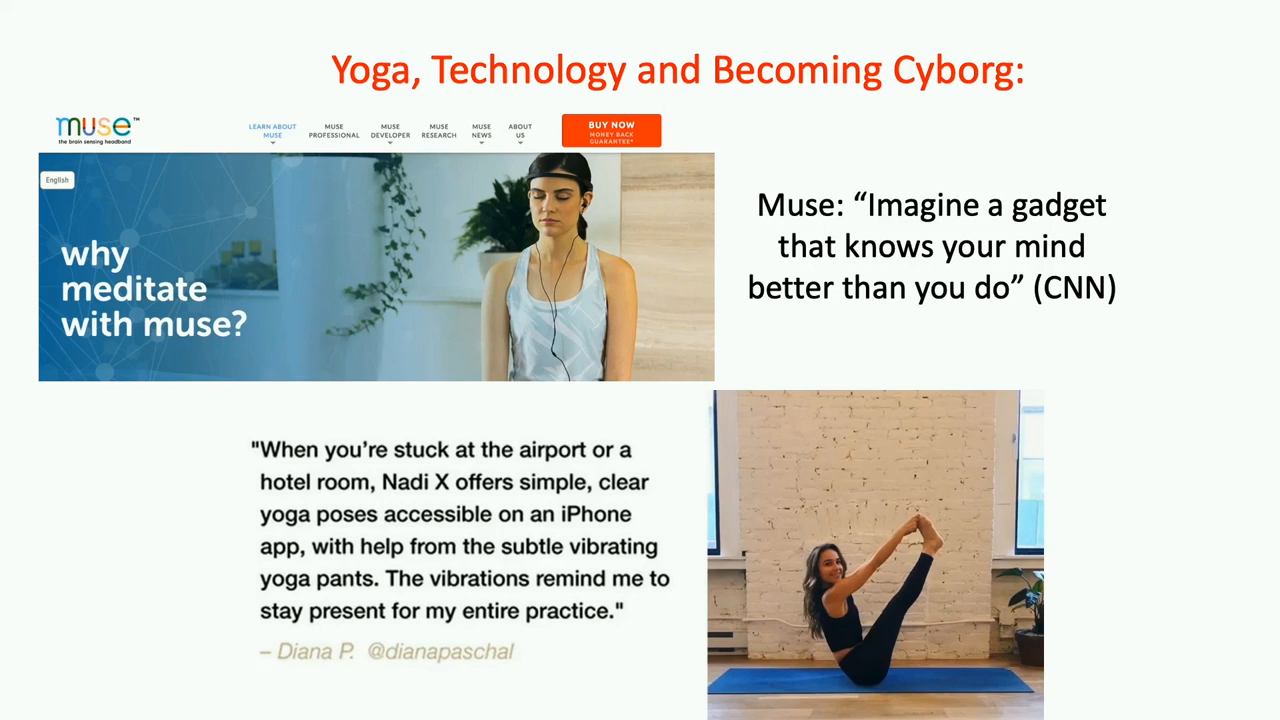 Yoga, Technology and Becoming Cyborg:
muse™
the brain sensing headband
LEARN ABOUT
MUSE
MUSE
PROFESSIONAL
MUSE
DEVELOPER
MUSE
RESEARCH
MUSE
NEWS
ABOUT
US
BUY NOW
MONEY BACK
GUARANTEE*
English
why
meditate
with muse?
Muse: “Imagine a gadget
that knows your mind
better than you do” (CNN)
"When you’re stuck at the airport or a
hotel room, Nadi X offers simple, clear
yoga poses accessible on an iPhone
app, with help from the subtle vibrating
yoga pants. The vibrations remind me to
stay present for my entire practice."
– Diana P. @dianapaschal